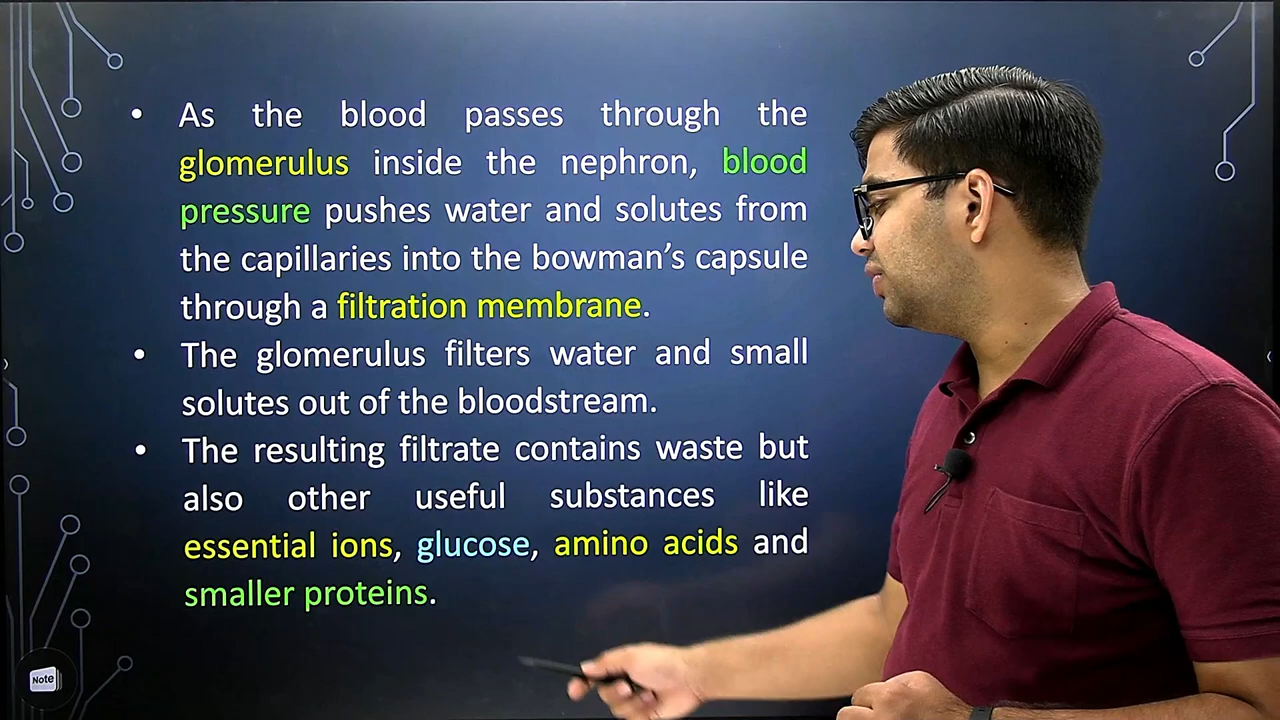 • As the blood passes through the
glomerulus inside the nephron, blood
pressure pushes water and solutes from
the capillaries into the bowman’s capsule
through a filtration membrane.
• The glomerulus filters water and small
solutes out of the bloodstream.
• The resulting filtrate contains waste but
also other useful substances like
essential ions, glucose, amino acids and
smaller proteins.
Note